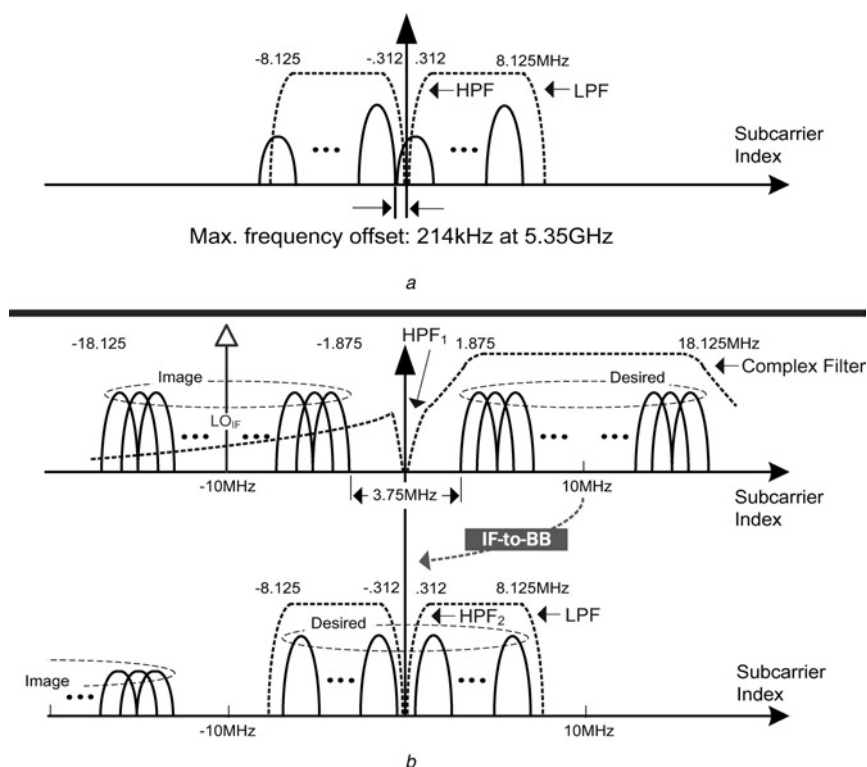 -8.125 -.312 .312 8.125MHz
HPF LPF
Subcarrier
Index
Max. frequency offset: 214kHz at 5.35GHz
a
-18.125 -1.875 HPF1 1.875 18.125MHz
Image Desired Complex Filter
LOIF
-10MHz 3.75MHz 10MHz
Subcarrier
Index
IF-to-BB
-8.125 -.312 .312 8.125MHz
HPF2 LPF
Desired
Image
Subcarrier
Index
-10MHz 10MHz
b